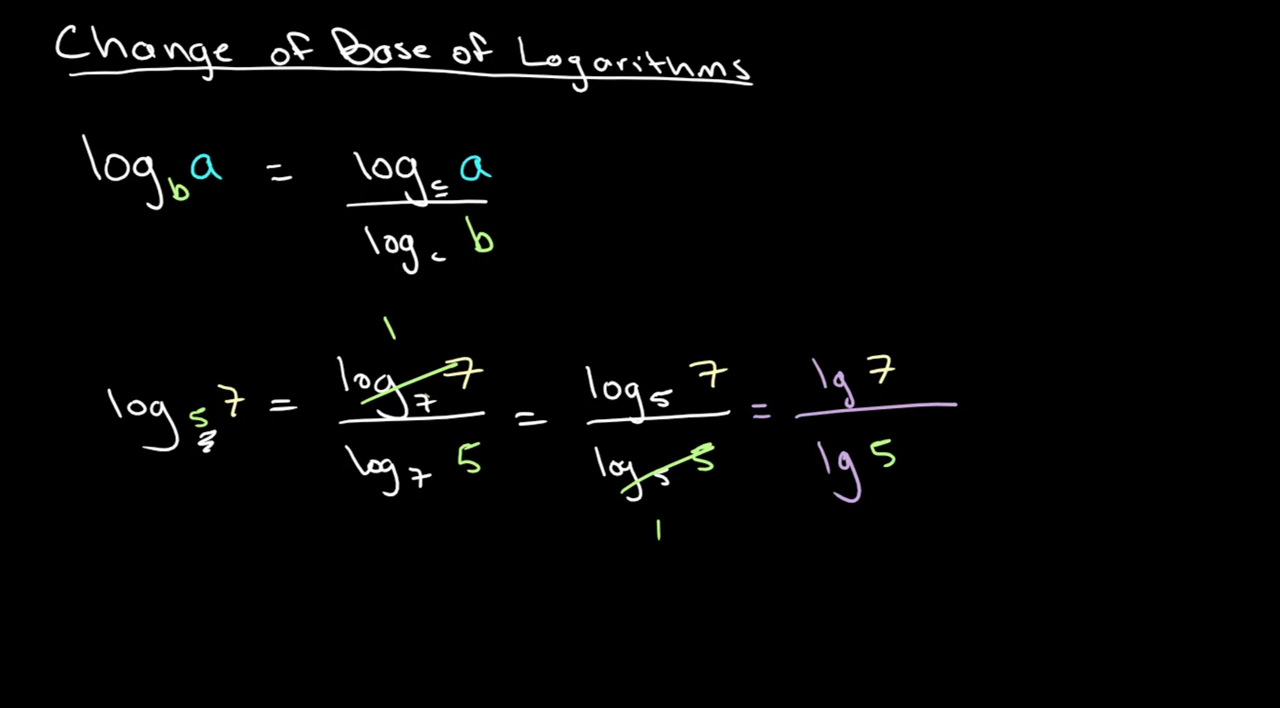 Change of Base of Logarithms
log_b a = log_c a / log_c b
1
log_5 7 = log_7 7 / log_7 5 = log_5 7 / log_5 5 = lg 7 / lg 5
1